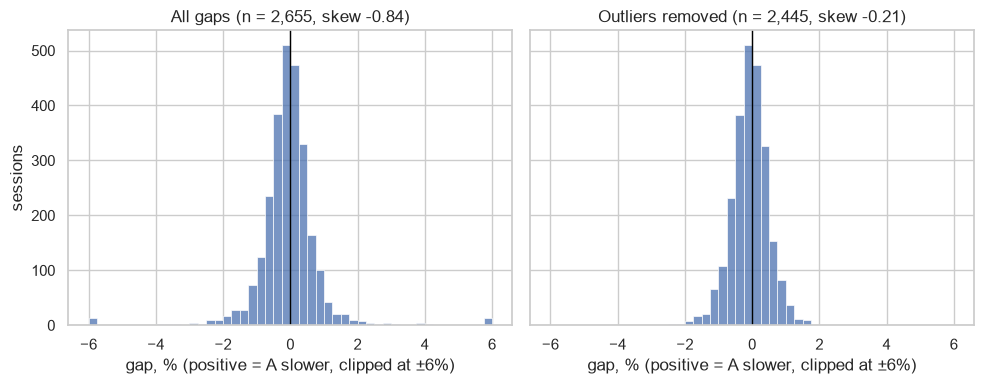 All gaps (n = 2,655, skew -0.84)
Outliers removed (n = 2,445, skew -0.21)
sessions
500
400
300
200
100
0
−6 −4 −2 0 2 4 6
−6 −4 −2 0 2 4 6
gap, % (positive = A slower, clipped at ±6%)
gap, % (positive = A slower, clipped at ±6%)